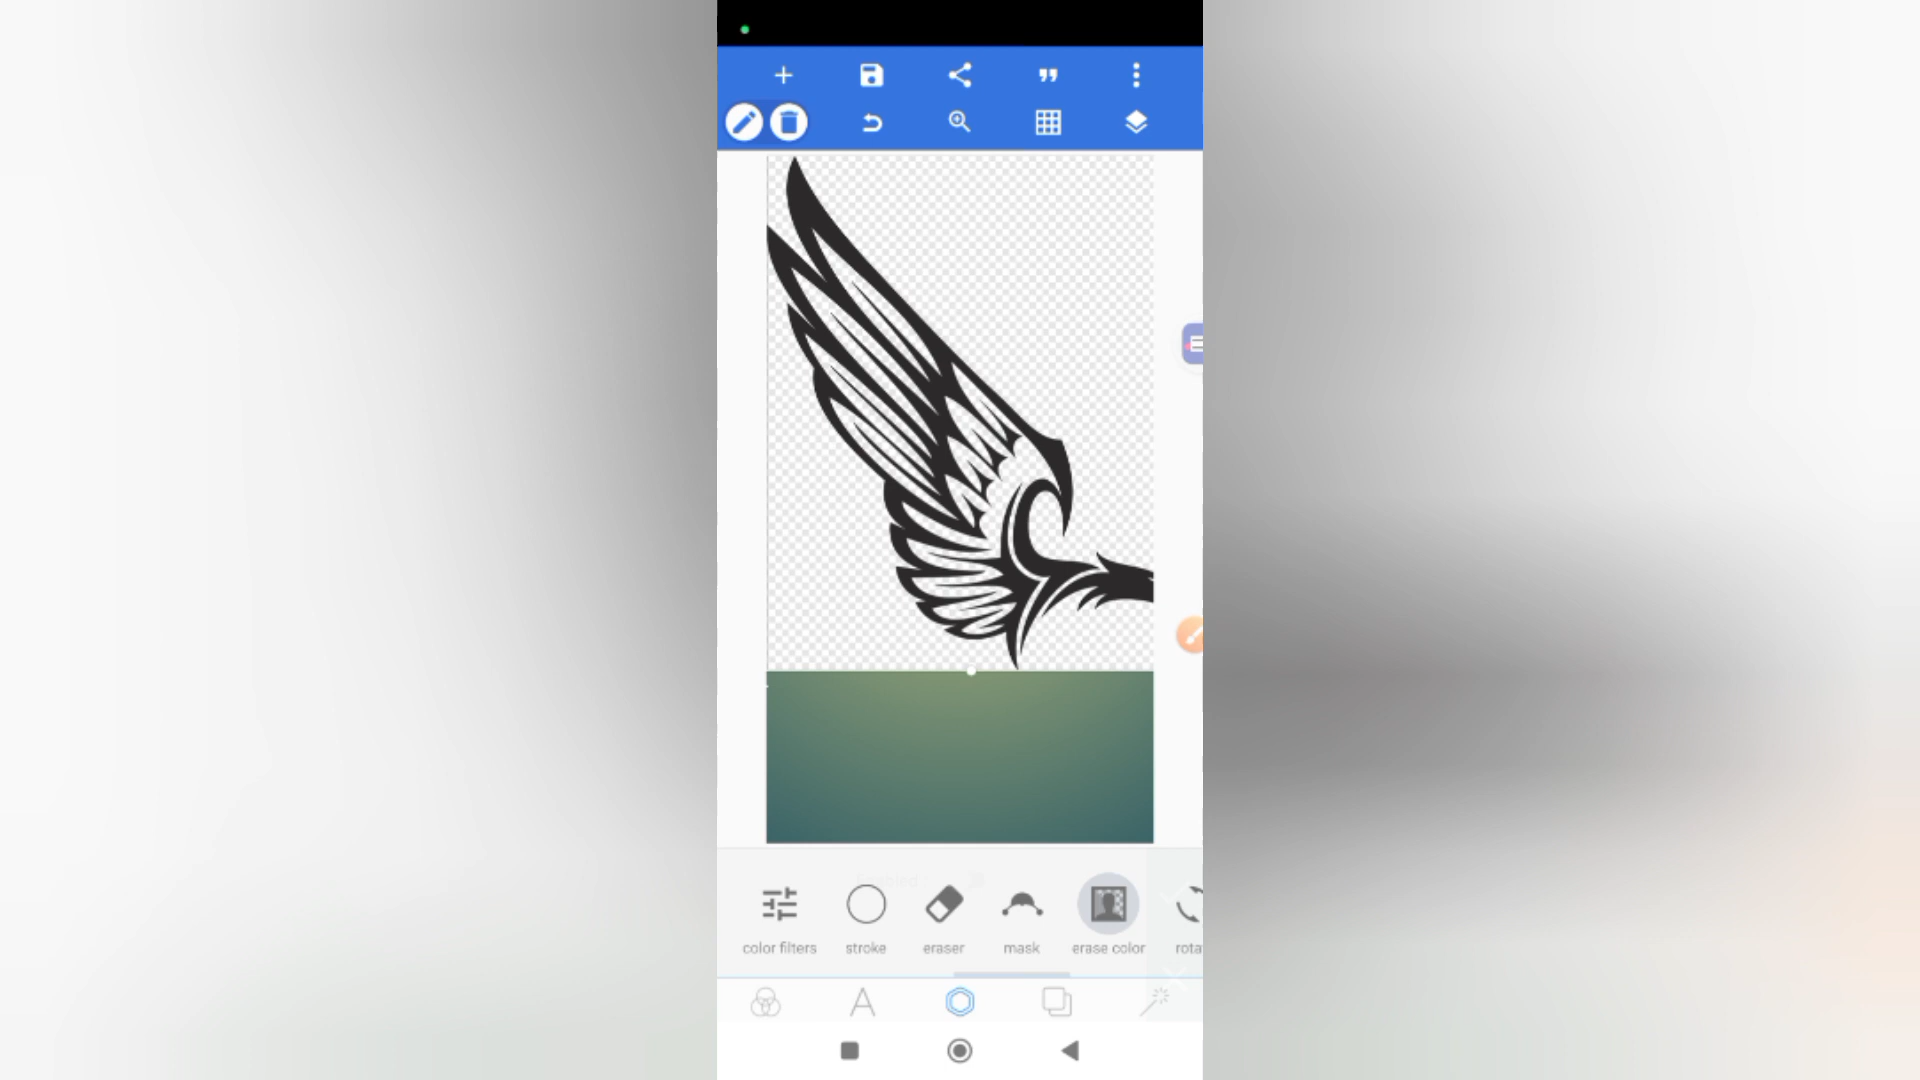 color filters
stroke
eraser
mask
erase color
rota